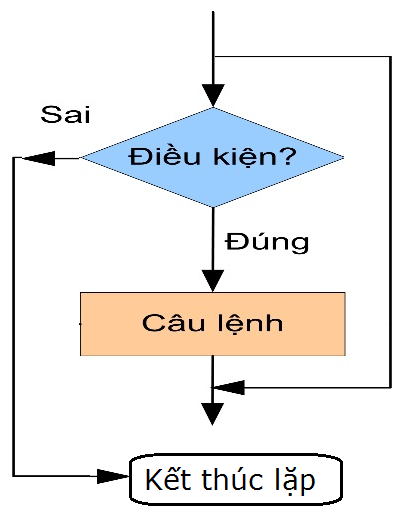 Sai
Điều kiện?
Đúng
Câu lệnh
Kết thúc lặp